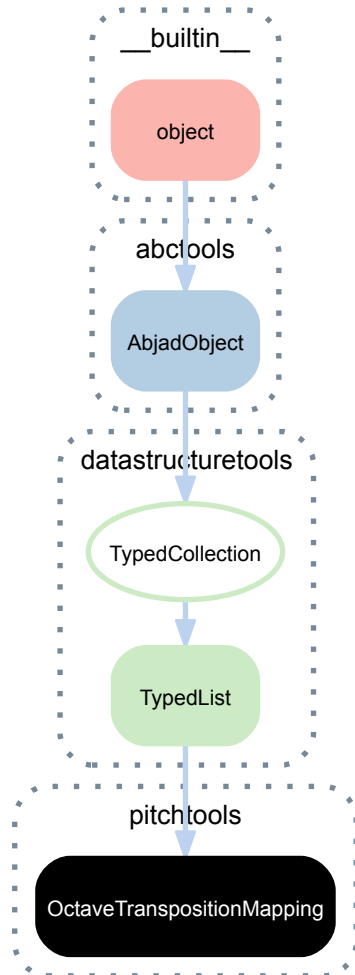 __builtin__
object
abctools
AbjadObject
datastructuretools
TypedCollection
TypedList
pitchtools
OctaveTranspositionMapping